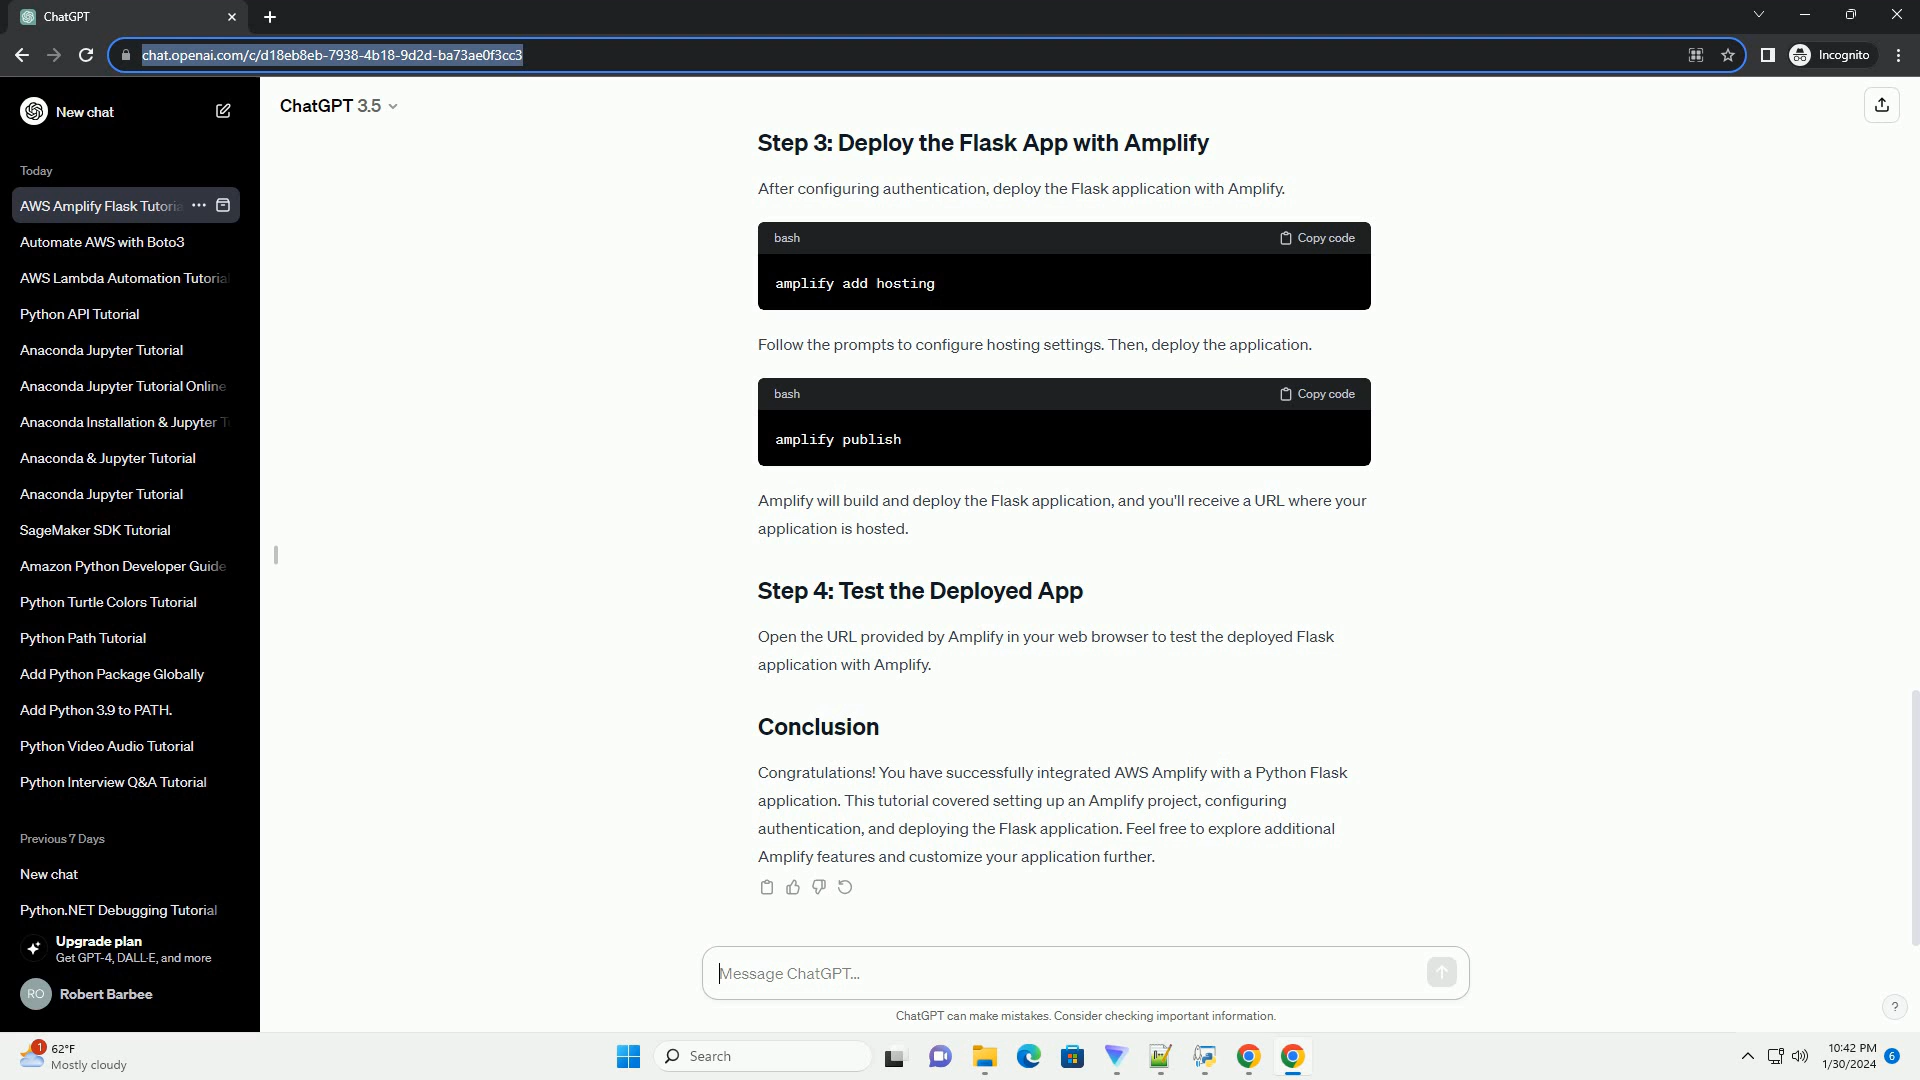 ChatGPT
chat.openai.com/c/d18eb8eb-7938-4b18-9d2d-ba73ae0f3cc3
Incognito
New chat
Today
AWS Amplify Flask Tutoria
Automate AWS with Boto3
AWS Lambda Automation Tutorial
Python API Tutorial
Anaconda Jupyter Tutorial
Anaconda Jupyter Tutorial Online
Anaconda Installation & Jupyter T
Anaconda & Jupyter Tutorial
Anaconda Jupyter Tutorial
SageMaker SDK Tutorial
Amazon Python Developer Guide
Python Turtle Colors Tutorial
Python Path Tutorial
Add Python Package Globally
Add Python 3.9 to PATH.
Python Video Audio Tutorial
Python Interview Q&A Tutorial
Previous 7 Days
New chat
Python.NET Debugging Tutorial
Upgrade plan
Get GPT-4, DALL·E, and more
RO Robert Barbee
ChatGPT 3.5
Step 3: Deploy the Flask App with Amplify
After configuring authentication, deploy the Flask application with Amplify.
bash Copy code
amplify add hosting
Follow the prompts to configure hosting settings. Then, deploy the application.
bash Copy code
amplify publish
Amplify will build and deploy the Flask application, and you'll receive a URL where your
application is hosted.
Step 4: Test the Deployed App
Open the URL provided by Amplify in your web browser to test the deployed Flask
application with Amplify.
Conclusion
Congratulations! You have successfully integrated AWS Amplify with a Python Flask
application. This tutorial covered setting up an Amplify project, configuring
authentication, and deploying the Flask application. Feel free to explore additional
Amplify features and customize your application further.
Message ChatGPT...
ChatGPT can make mistakes. Consider checking important information.
?
1
62°F
Mostly cloudy
Search
10:42 PM
1/30/2024
6